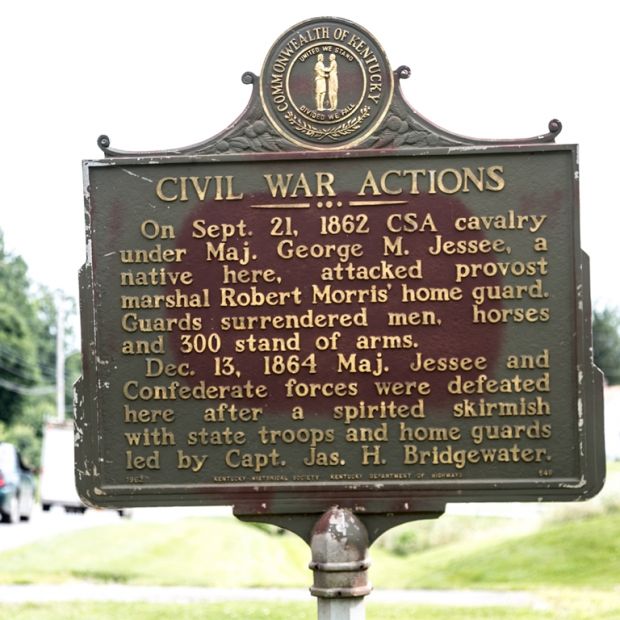 COMMONWEALTH OF KENTUCKY
UNITED WE STAND
DIVIDED WE FALL
CIVIL WAR ACTIONS
On Sept. 21, 1862 CSA cavalry
under Maj. George M. Jessee, a
native here, attacked provost
marshal Robert Morris' home guard.
Guards surrendered men, horses
and 300 stand of arms.
Dec. 13, 1864 Maj. Jessee and
Confederate forces were defeated
here after a spirited skirmish
with state troops and home guards
led by Capt. Jas. H. Bridgewater.
KENTUCKY HISTORICAL SOCIETY KENTUCKY DEPARTMENT OF HIGHWAYS